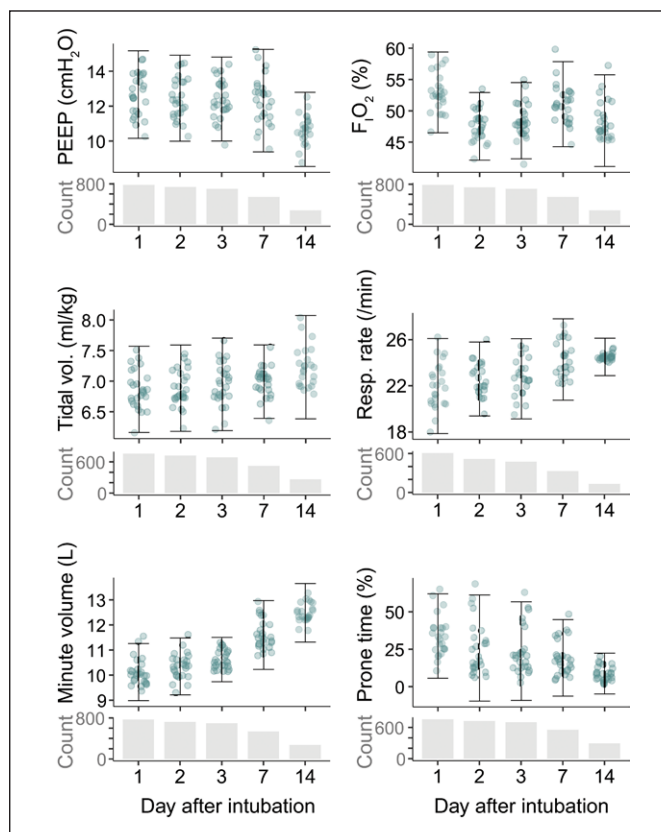 PEEP (cmH2O)
14
12
10
Count
800
0
1 2 3 7 14
FIO2 (%)
60
55
50
45
Count
800
0
1 2 3 7 14
Tidal vol. (ml/kg)
8.0
7.5
7.0
6.5
Count
600
0
1 2 3 7 14
Resp. rate (/min)
26
22
18
Count
600
0
1 2 3 7 14
Minute volume (L)
13
12
11
10
9
Count
800
0
1 2 3 7 14
Day after intubation
Prone time (%)
50
25
0
Count
600
0
1 2 3 7 14
Day after intubation